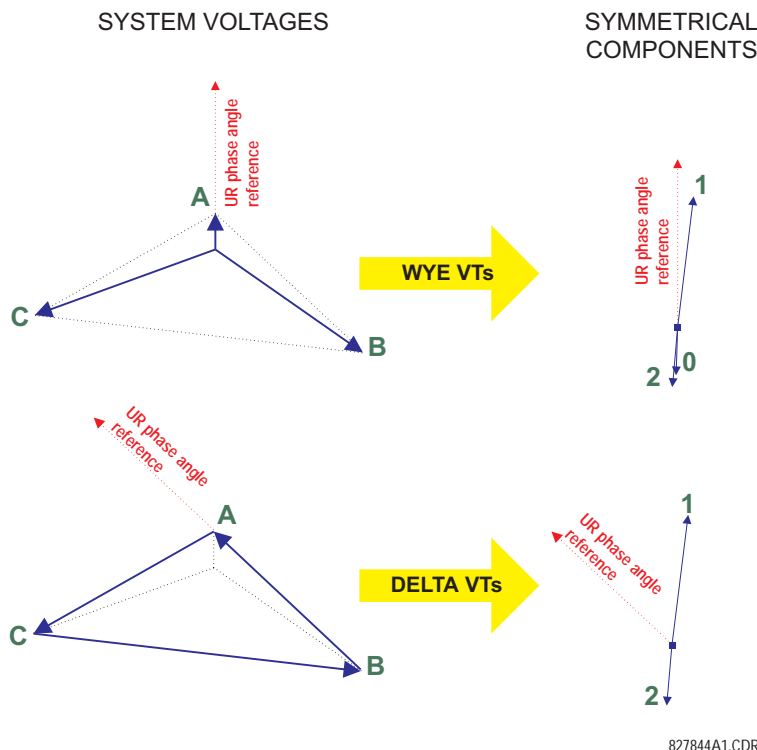 SYSTEM VOLTAGES
SYMMETRICAL
COMPONENTS
UR phase angle
reference
A
C
B
WYE VTs
UR phase angle
reference
1
2
0
UR phase angle
reference
A
C
B
DELTA VTs
UR phase angle
reference
1
2
827844A1.CDR